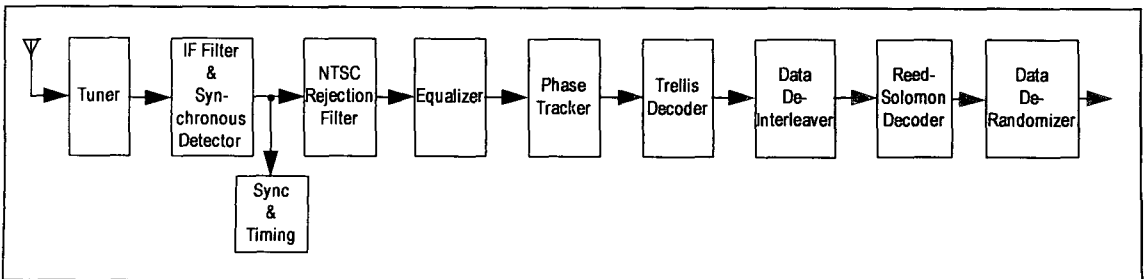 Tuner
IF Filter
&
Syn-
chronous
Detector
NTSC
Rejection
Filter
Equalizer
Phase
Tracker
Trellis
Decoder
Data
De-
Interleaver
Reed-
Solomon
Decoder
Data
De-
Randomizer
Sync
&
Timing